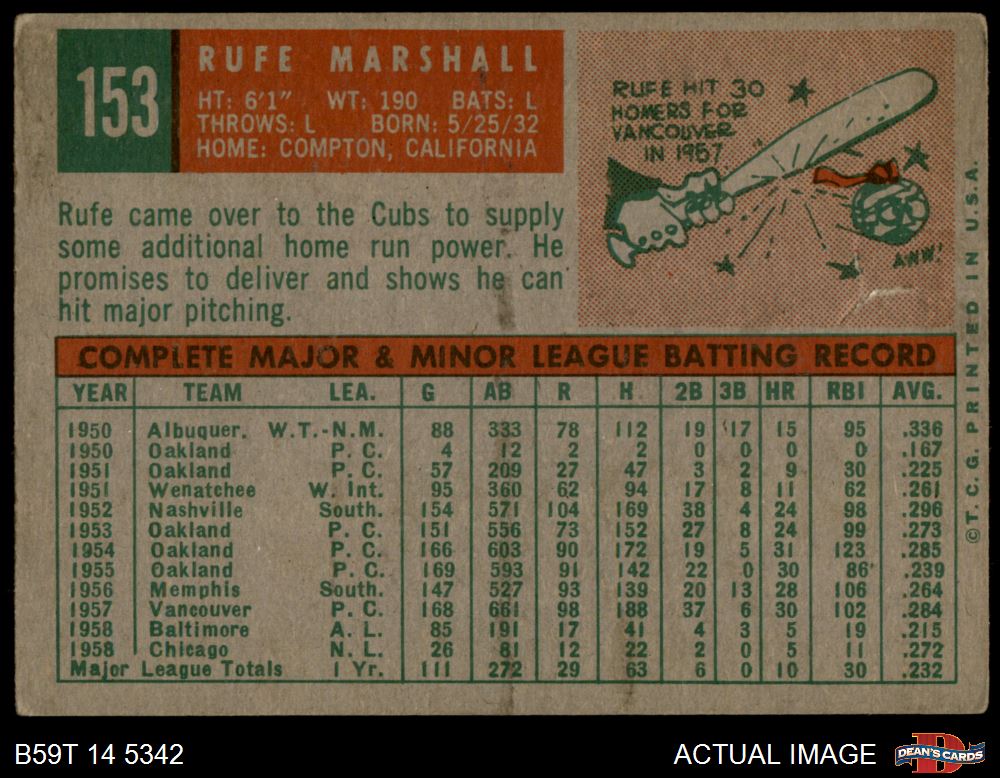 153
RUFE MARSHALL
HT: 6'1" WT: 190 BATS: L
THROWS: L BORN: 5/25/32
HOME: COMPTON, CALIFORNIA
RUFE HIT 30
HOMERS FOR
VANCOUVER
IN 1957
AWW!
Rufe came over to the Cubs to supply
some additional home run power. He
promises to deliver and shows he can
hit major pitching.
COMPLETE MAJOR & MINOR LEAGUE BATTING RECORD
YEAR TEAM LEA. G AB R H 2B 3B HR RBI AVG.
1950 Albuquer. W.T.-N.M. 88 333 78 112 19 17 15 95 .336
1950 Oakland P. C. 4 12 2 2 0 0 0 0 .167
1951 Oakland P. C. 57 209 27 47 3 2 9 30 .225
1951 Wenatchee W. Int. 95 360 62 94 17 8 11 62 .261
1952 Nashville South. 154 571 104 169 38 4 24 98 .296
1953 Oakland P. C. 151 556 73 152 27 8 24 99 .273
1954 Oakland P. C. 166 603 90 172 19 5 31 123 .285
1955 Oakland P. C. 169 593 91 142 22 0 30 86 .239
1956 Memphis South. 147 527 93 139 20 13 28 106 .264
1957 Vancouver P. C. 168 661 98 188 37 6 30 102 .284
1958 Baltimore A. L. 85 191 17 41 4 3 5 19 .215
1958 Chicago N. L. 26 81 12 22 2 0 5 11 .272
Major League Totals 1 Yr. 111 272 29 63 6 0 10 30 .232
©T.C.G. PRINTED IN U.S.A.
B59T 14 5342
ACTUAL IMAGE
DEAN'S CARDS